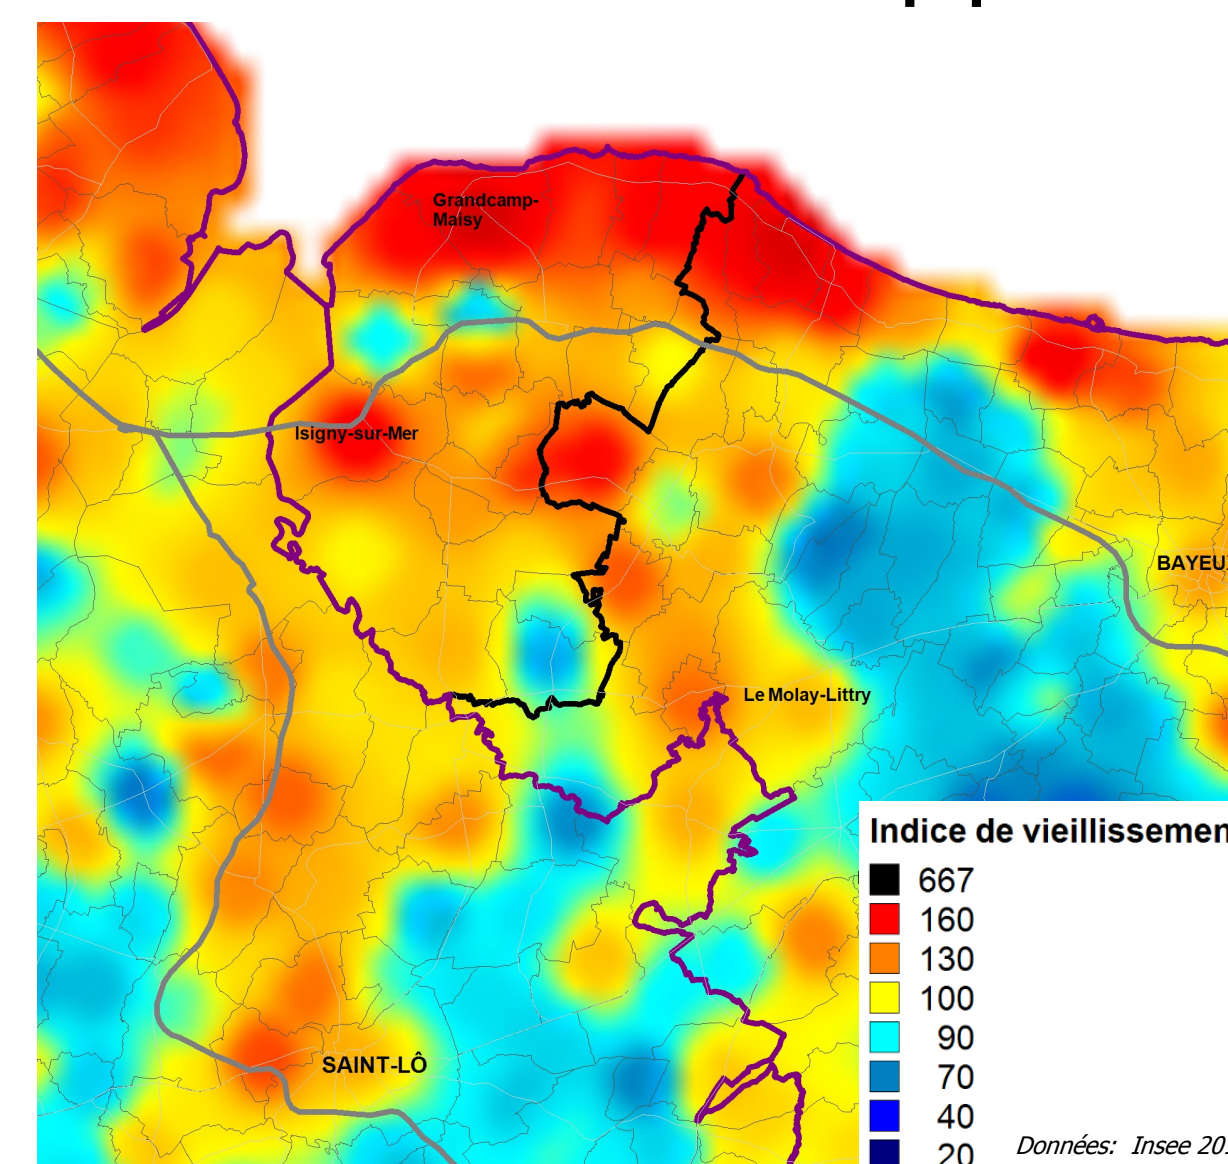 Grandcamp-
Maisy
Isigny-sur-Mer
BAYEU
Le Molay-Littry
SAINT-LÔ
Indice de vieillissemen
667
160
130
100
90
70
40
20
Données: Insee 20